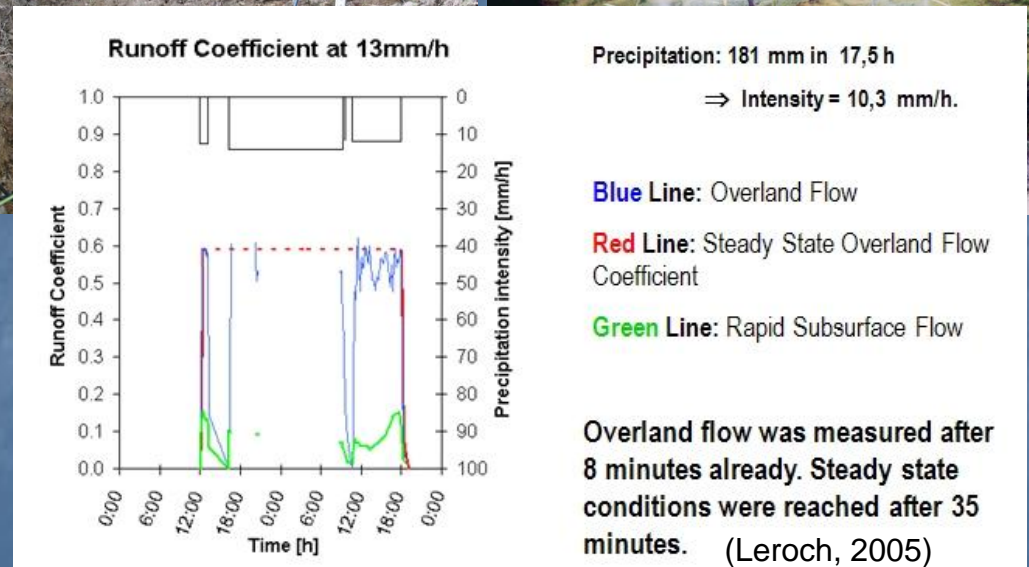 Runoff Coefficient at 13mm/h
1.0
0.9
0.8
0.7
0.6
0.5
0.4
0.3
0.2
0.1
0.0
Runoff Coefficient
0
10
20
30
40
50
60
70
80
90
100
Precipitation intensity [mm/h]
0:00
6:00
12:00
18:00
0:00
6:00
12:00
18:00
0:00
Time [h]
Precipitation: 181 mm in 17,5 h
⇒ Intensity = 10,3 mm/h.
Blue Line: Overland Flow
Red Line: Steady State Overland Flow
Coefficient
Green Line: Rapid Subsurface Flow
Overland flow was measured after
8 minutes already. Steady state
conditions were reached after 35
minutes. (Leroch, 2005)